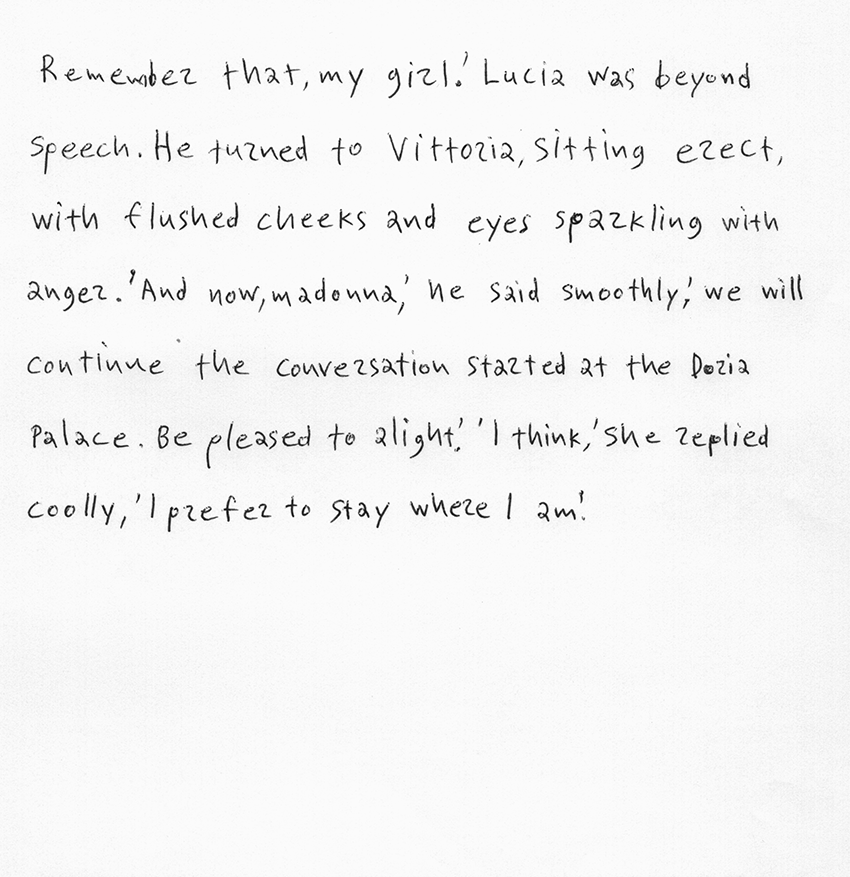 Remember that, my girl.' Lucia was beyond
speech. He turned to Vittoria, sitting erect,
with flushed cheeks and eyes sparkling with
anger. 'And now, madonna,' he said smoothly,' we will
continue the conversation started at the Doria
Palace. Be pleased to alight.' 'I think,' she replied
coolly, 'I prefer to stay where I am.'